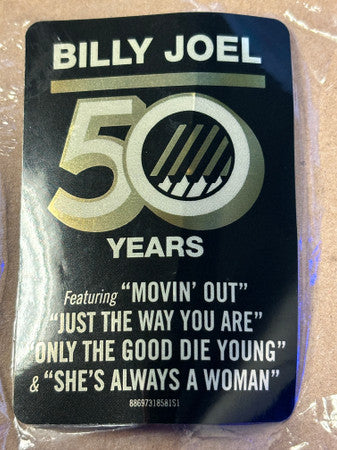 BILLY JOEL
50
YEARS
Featuring "MOVIN' OUT"
"JUST THE WAY YOU ARE"
"ONLY THE GOOD DIE YOUNG"
& "SHE'S ALWAYS A WOMAN"
88697318581S1